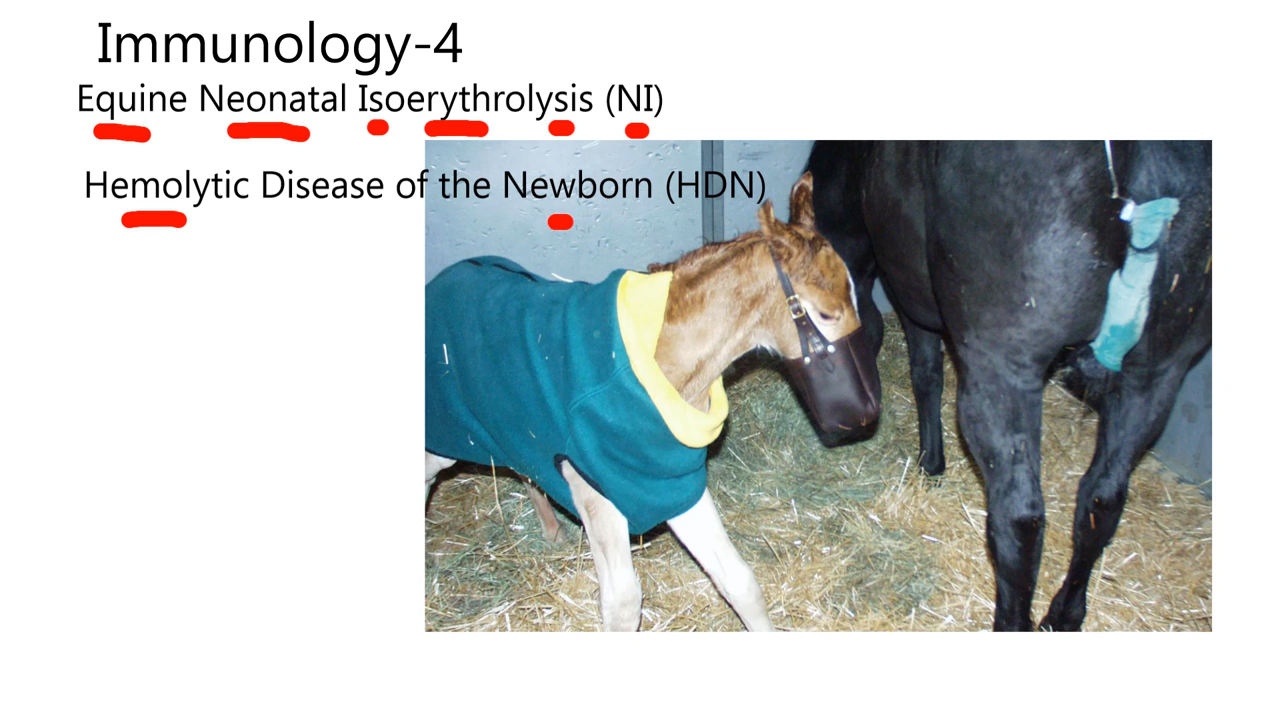 Immunology-4
Equine Neonatal Isoerythrolysis (NI)
Hemolytic Disease of the Newborn (HDN)